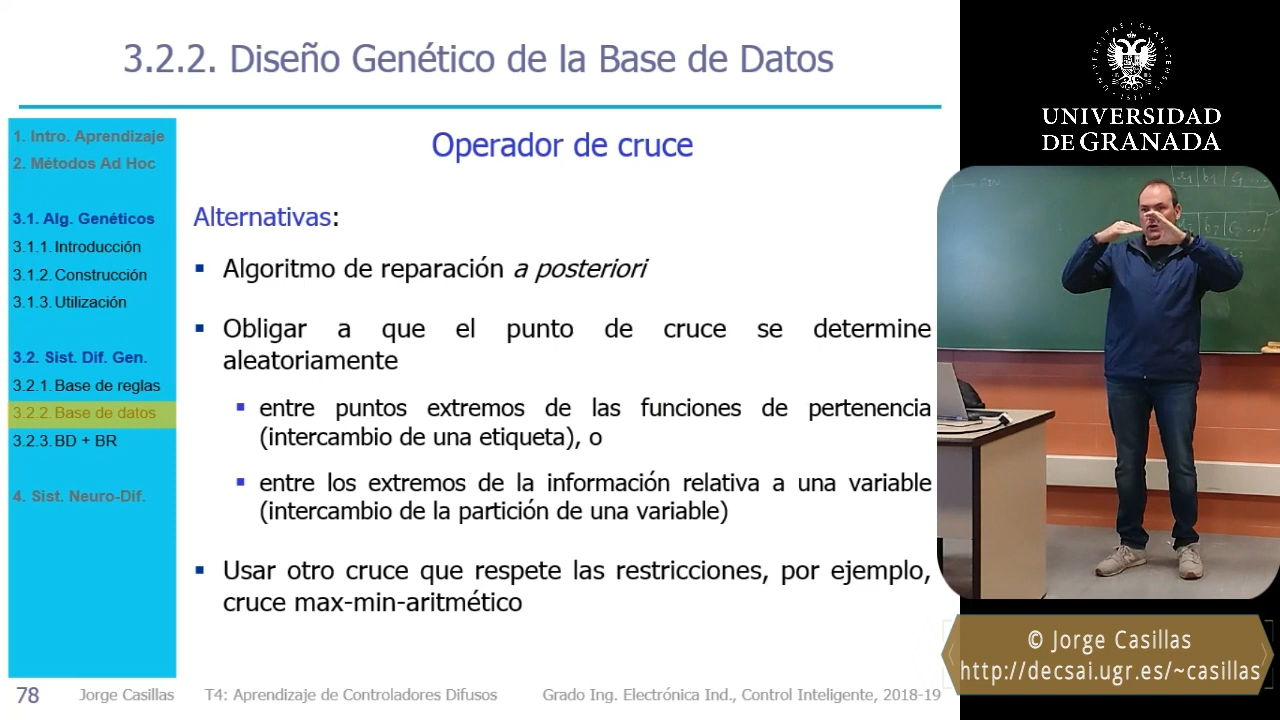 3.2.2. Diseño Genético de la Base de Datos
1. Intro. Aprendizaje
2. Métodos Ad Hoc
3.1. Alg. Genéticos
3.1.1. Introducción
3.1.2. Construcción
3.1.3. Utilización
3.2. Sist. Dif. Gen.
3.2.1. Base de reglas
3.2.2. Base de datos
3.2.3. BD + BR
4. Sist. Neuro-Dif.
Operador de cruce
Alternativas:
Algoritmo de reparación a posteriori
Obligar a que el punto de cruce se determine
aleatoriamente
entre puntos extremos de las funciones de pertenencia
(intercambio de una etiqueta), o
entre los extremos de la información relativa a una variable
(intercambio de la partición de una variable)
Usar otro cruce que respete las restricciones, por ejemplo,
cruce max-min-aritmético
78 Jorge Casillas T4: Aprendizaje de Controladores Difusos Grado Ing. Electrónica Ind., Control Inteligente, 2018-19
UNIVERSIDAD
DE GRANADA
© Jorge Casillas
http://decsai.ugr.es/~casillas